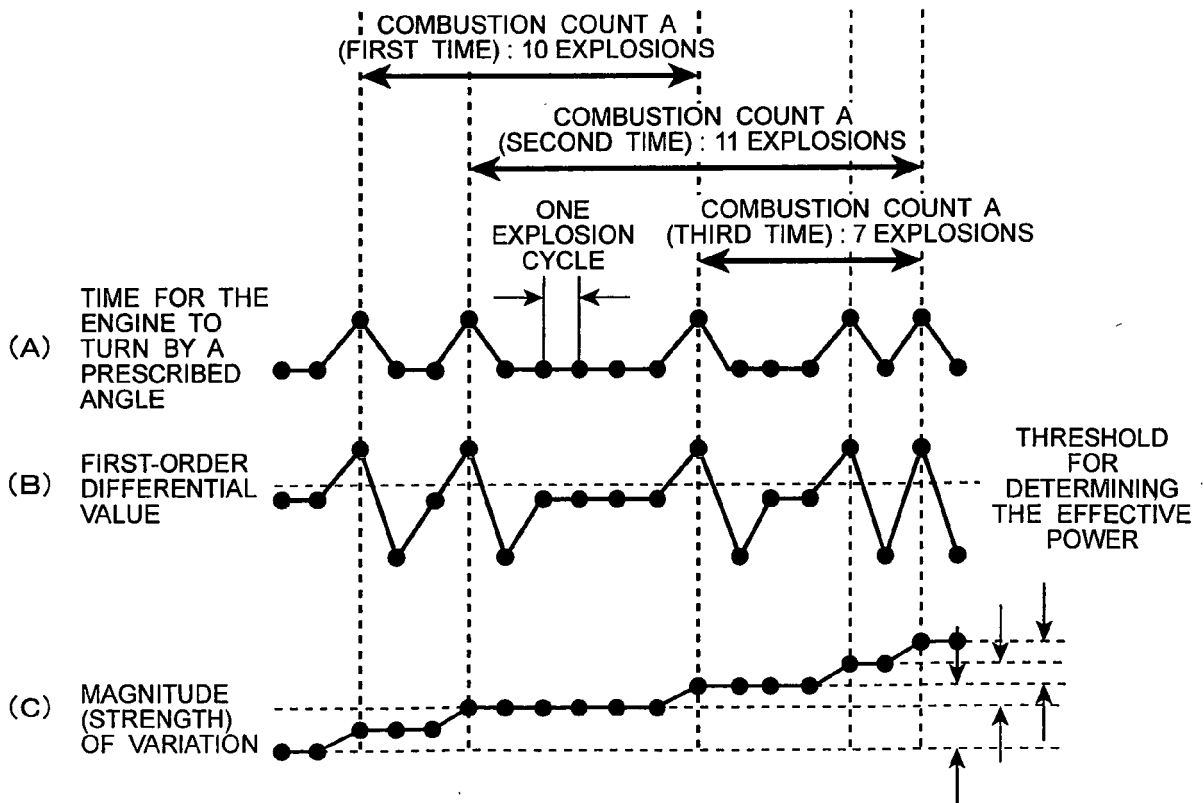 COMBUSTION COUNT A
(FIRST TIME) : 10 EXPLOSIONS
COMBUSTION COUNT A
(SECOND TIME) : 11 EXPLOSIONS
ONE
EXPLOSION
CYCLE
COMBUSTION COUNT A
(THIRD TIME) : 7 EXPLOSIONS
(A)
TIME FOR THE
ENGINE TO
TURN BY A
PRESCRIBED
ANGLE
(B)
FIRST-ORDER
DIFFERENTIAL
VALUE
THRESHOLD
FOR
DETERMINING
THE EFFECTIVE
POWER
(C)
MAGNITUDE
(STRENGTH)
OF VARIATION